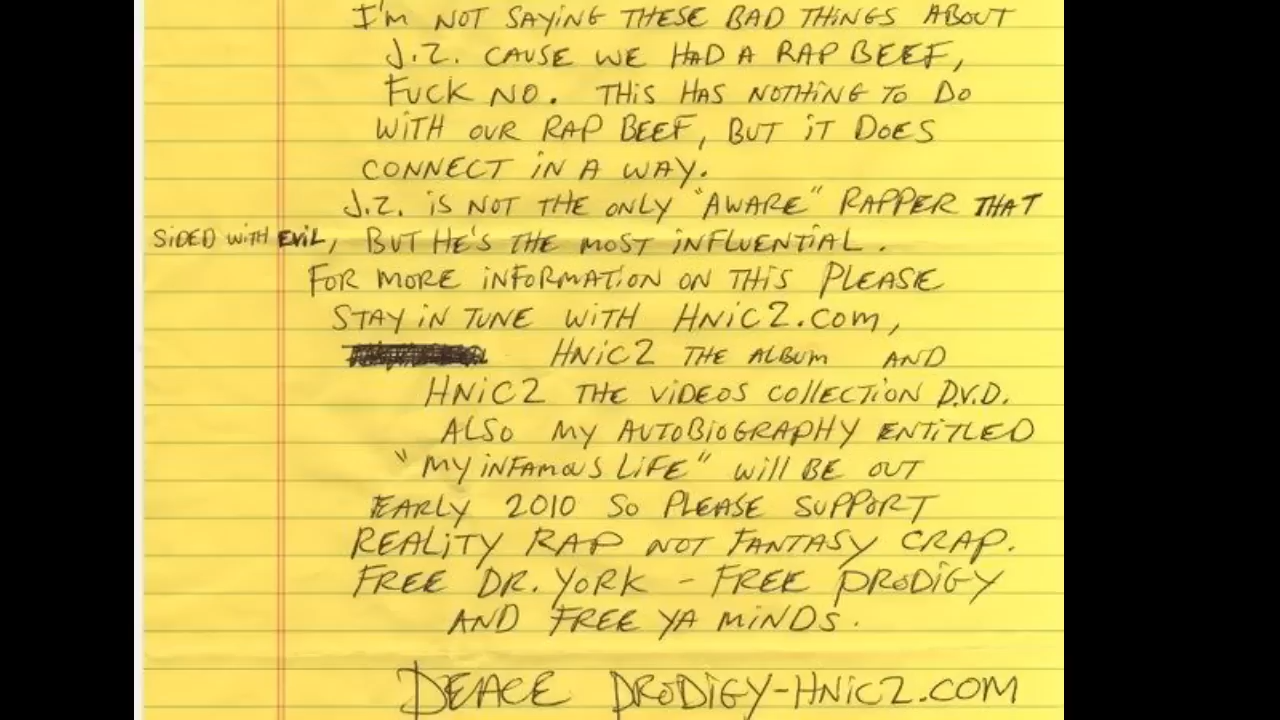 I'm NOT SAYING THESE BAD THINGS ABOUT
J.Z. CAUSE WE HAD A RAP BEEF,
FUCK NO. THIS HAS NOTHING TO DO
WITH OUR RAP BEEF, BUT IT DOES
CONNECT IN A WAY.
J.Z. IS NOT THE ONLY "AWARE" RAPPER THAT
SIDED WITH EVIL, BUT HE'S THE MOST INFLUENTIAL.
FOR MORE INFORMATION ON THIS PLEASE
STAY IN TUNE WITH HNIC2.COM,
HNIC2 THE ALBUM AND
HNIC2 THE VIDEOS COLLECTION D.V.D.
ALSO MY AUTOBIOGRAPHY ENTITLED
"MY INFAMOUS LIFE" WILL BE OUT
EARLY 2010 SO PLEASE SUPPORT
REALITY RAP NOT FANTASY CRAP.
FREE DR. YORK - FREE PRODIGY
AND FREE YA MINDS.
PEACE PRODIGY-HNIC2.COM